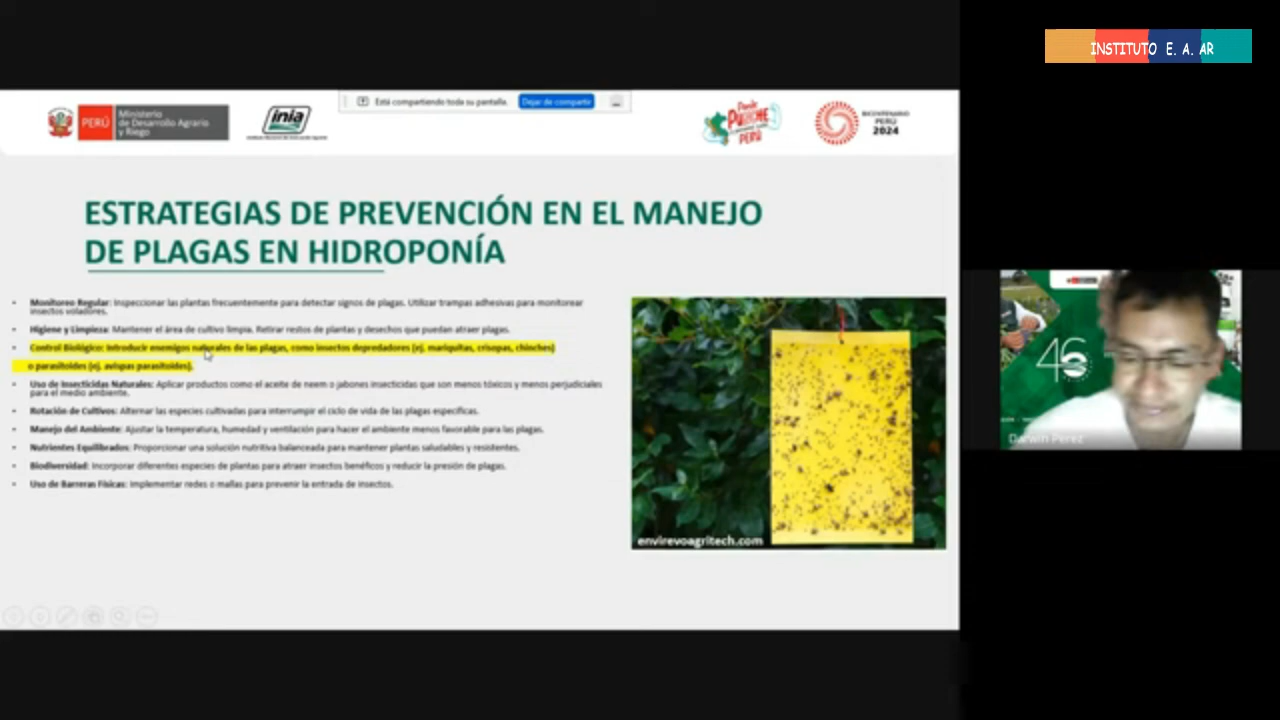 INSTITUTO E. A. AR
Está compartiendo toda su pantalla.
Dejar de compartir
PERÚ
Ministerio
de Desarrollo Agrario
y Riego
inia
PERÚ
BICENTENARIO
PERÚ
2024
ESTRATEGIAS DE PREVENCIÓN EN EL MANEJO
DE PLAGAS EN HIDROPONÍA
• Monitoreo Regular: Inspeccionar las plantas frecuentemente para detectar signos de plagas. Utilizar trampas adhesivas para monitorear
insectos voladores.
• Higiene y Limpieza: Mantener el área de cultivo limpia. Retirar restos de plantas y desechos que puedan atraer plagas.
• Control Biológico: Introducir enemigos naturales de las plagas, como insectos depredadores (ej. mariquitas, crisopas, chinches)
o parasitoides (ej. avispas parasitoides).
• Uso de Insecticidas Naturales: Aplicar productos como el aceite de neem o jabones insecticidas que son menos tóxicos y menos perjudiciales
para el medio ambiente.
• Rotación de Cultivos: Alternar las especies cultivadas para interrumpir el ciclo de vida de las plagas específicas.
• Manejo del Ambiente: Ajustar la temperatura, humedad y ventilación para hacer el ambiente menos favorable para las plagas.
• Nutrientes Equilibrados: Proporcionar una solución nutritiva balanceada para mantener plantas saludables y resistentes.
• Biodiversidad: Incorporar diferentes especies de plantas para atraer insectos benéficos y reducir la presión de plagas.
• Uso de Barreras Físicas: Implementar redes o mallas para prevenir la entrada de insectos.
envirevoagritech.com
46
Darwin Perez